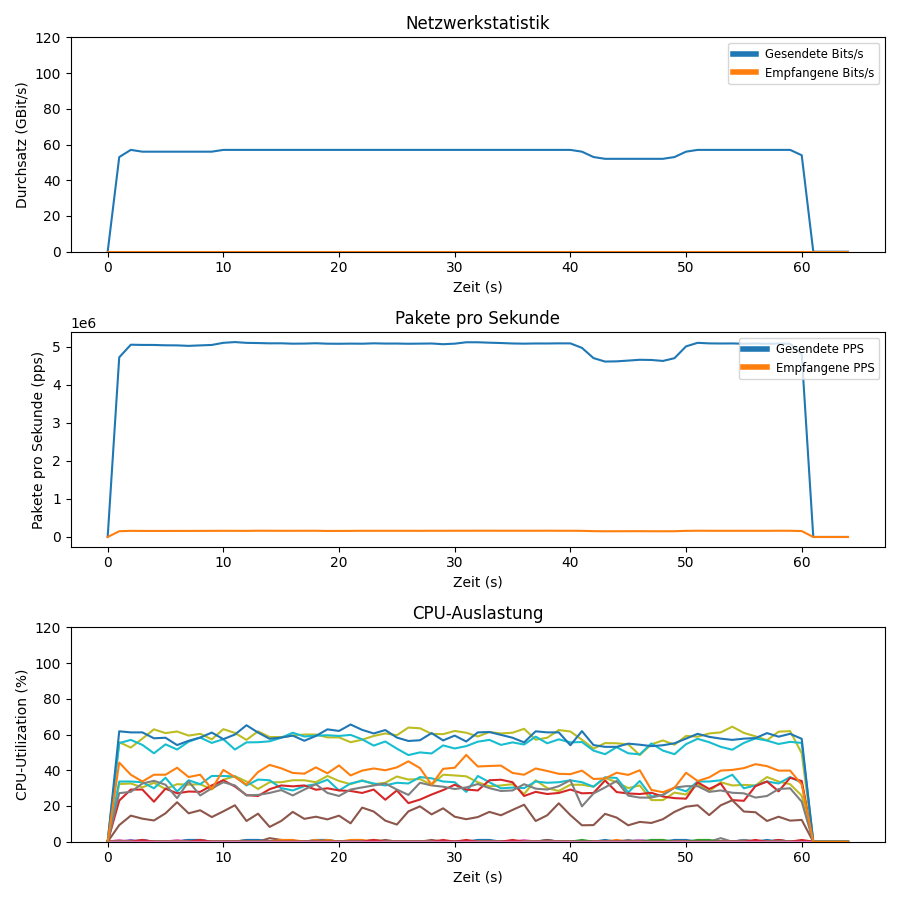 Netzwerkstatistik
Durchsatz (GBit/s)
120
100
80
60
40
20
0
Gesendete Bits/s
Empfangene Bits/s
0 10 20 30 40 50 60
Zeit (s)
Pakete pro Sekunde
1e6
Pakete pro Sekunde (pps)
5
4
3
2
1
0
Gesendete PPS
Empfangene PPS
0 10 20 30 40 50 60
Zeit (s)
CPU-Auslastung
CPU-Utilization (%)
120
100
80
60
40
20
0
0 10 20 30 40 50 60
Zeit (s)